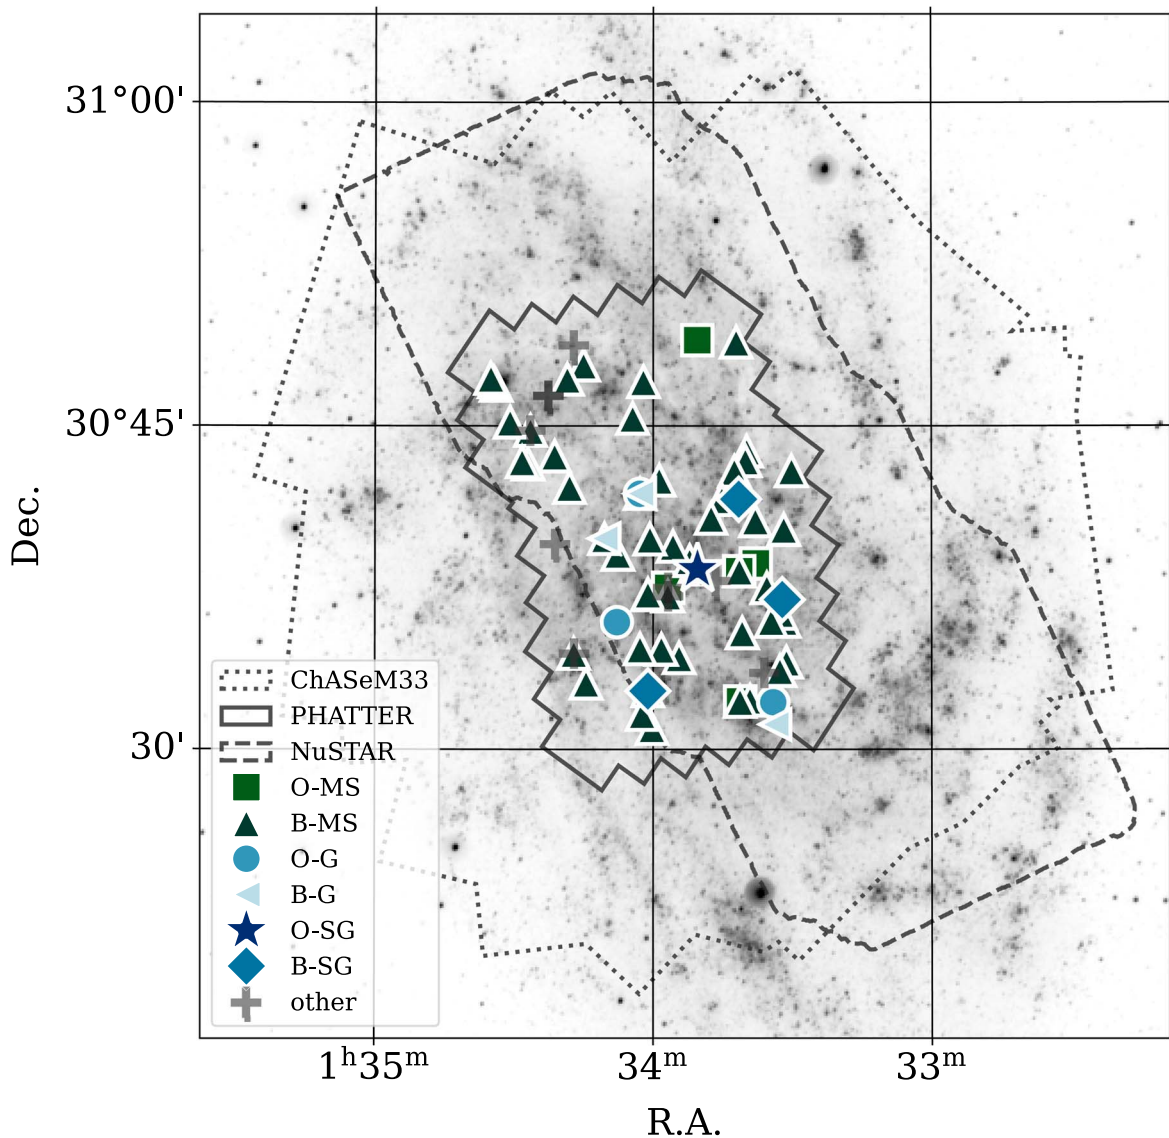 31°00'
30°45'
30'
Dec.
ChASeM33
PHATTER
NuSTAR
O-MS
B-MS
O-G
B-G
O-SG
B-SG
other
1ʰ35ᵐ 34ᵐ 33ᵐ
R.A.